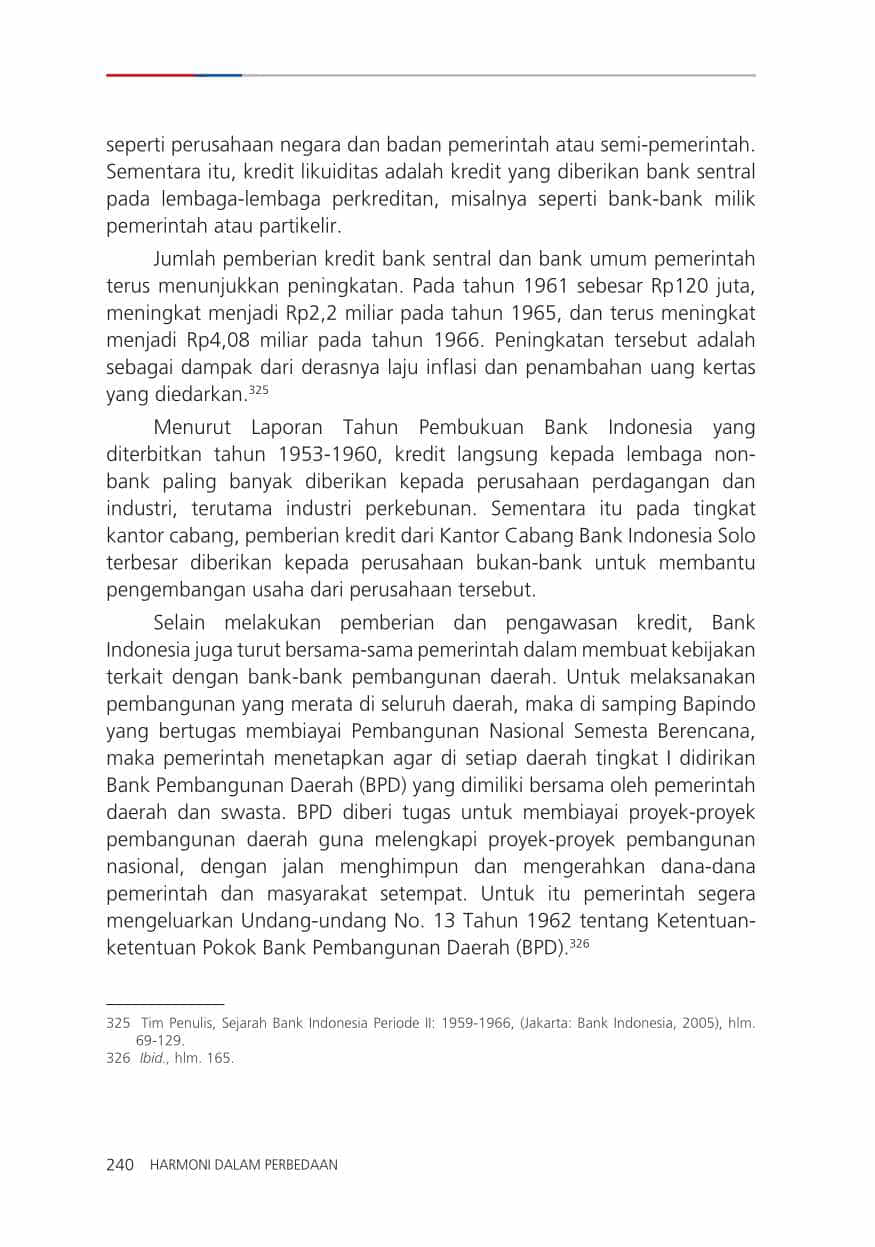 seperti perusahaan negara dan badan pemerintah atau semi-pemerintah.
Sementara itu, kredit likuiditas adalah kredit yang diberikan bank sentral
pada lembaga-lembaga perkreditan, misalnya seperti bank-bank milik
pemerintah atau partikelir.
Jumlah pemberian kredit bank sentral dan bank umum pemerintah
terus menunjukkan peningkatan. Pada tahun 1961 sebesar Rp120 juta,
meningkat menjadi Rp2,2 miliar pada tahun 1965, dan terus meningkat
menjadi Rp4,08 miliar pada tahun 1966. Peningkatan tersebut adalah
sebagai dampak dari derasnya laju inflasi dan penambahan uang kertas
yang diedarkan.325
Menurut Laporan Tahun Pembukuan Bank Indonesia yang
diterbitkan tahun 1953-1960, kredit langsung kepada lembaga non-
bank paling banyak diberikan kepada perusahaan perdagangan dan
industri, terutama industri perkebunan. Sementara itu pada tingkat
kantor cabang, pemberian kredit dari Kantor Cabang Bank Indonesia Solo
terbesar diberikan kepada perusahaan bukan-bank untuk membantu
pengembangan usaha dari perusahaan tersebut.
Selain melakukan pemberian dan pengawasan kredit, Bank
Indonesia juga turut bersama-sama pemerintah dalam membuat kebijakan
terkait dengan bank-bank pembangunan daerah. Untuk melaksanakan
pembangunan yang merata di seluruh daerah, maka di samping Bapindo
yang bertugas membiayai Pembangunan Nasional Semesta Berencana,
maka pemerintah menetapkan agar di setiap daerah tingkat I didirikan
Bank Pembangunan Daerah (BPD) yang dimiliki bersama oleh pemerintah
daerah dan swasta. BPD diberi tugas untuk membiayai proyek-proyek
pembangunan daerah guna melengkapi proyek-proyek pembangunan
nasional, dengan jalan menghimpun dan mengerahkan dana-dana
pemerintah dan masyarakat setempat. Untuk itu pemerintah segera
mengeluarkan Undang-undang No. 13 Tahun 1962 tentang Ketentuan-
ketentuan Pokok Bank Pembangunan Daerah (BPD).326
325 Tim Penulis, Sejarah Bank Indonesia Periode II: 1959-1966, (Jakarta: Bank Indonesia, 2005), hlm.
69-129.
326 Ibid., hlm. 165.
240 HARMONI DALAM PERBEDAAN